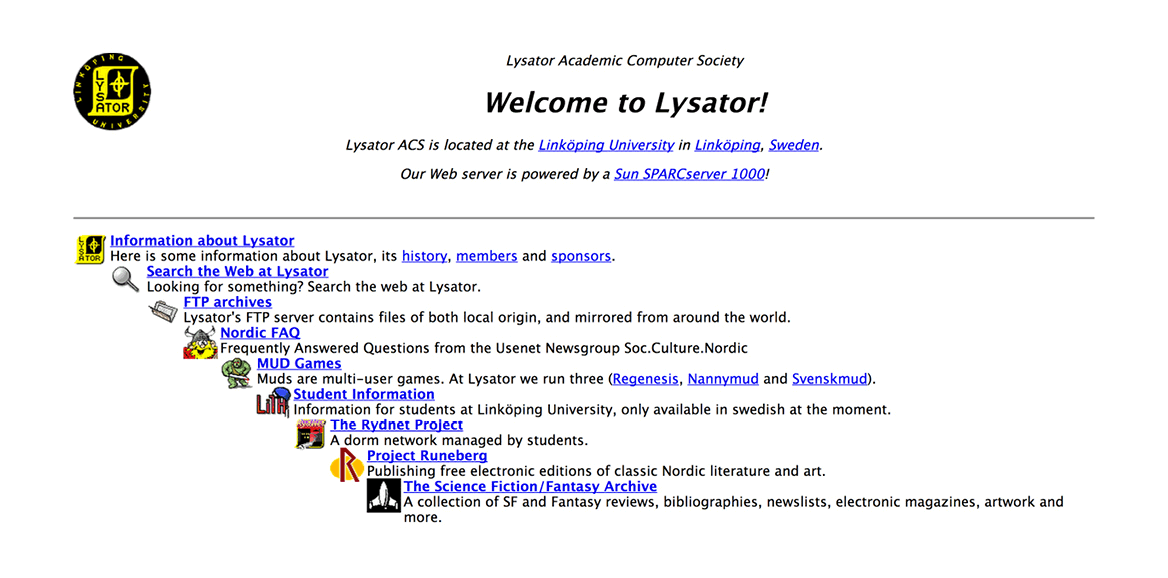 LINKÖPING
LYSATOR
UNIVERSITY
Lysator Academic Computer Society
Welcome to Lysator!
Lysator ACS is located at the Linköping University in Linköping, Sweden.
Our Web server is powered by a Sun SPARCserver 1000!
LYSATOR
Information about Lysator
Here is some information about Lysator, its history, members and sponsors.
Search the Web at Lysator
Looking for something? Search the web at Lysator.
FTP archives
Lysator's FTP server contains files of both local origin, and mirrored from around the world.
Nordic FAQ
Frequently Answered Questions from the Usenet Newsgroup Soc.Culture.Nordic
MUD Games
Muds are multi-user games. At Lysator we run three (Regenesis, Nannymud and Svenskmud).
LiTH
Student Information
Information for students at Linköping University, only available in swedish at the moment.
The Rydnet Project
A dorm network managed by students.
R
Project Runeberg
Publishing free electronic editions of classic Nordic literature and art.
The Science Fiction/Fantasy Archive
A collection of SF and Fantasy reviews, bibliographies, newslists, electronic magazines, artwork and
more.